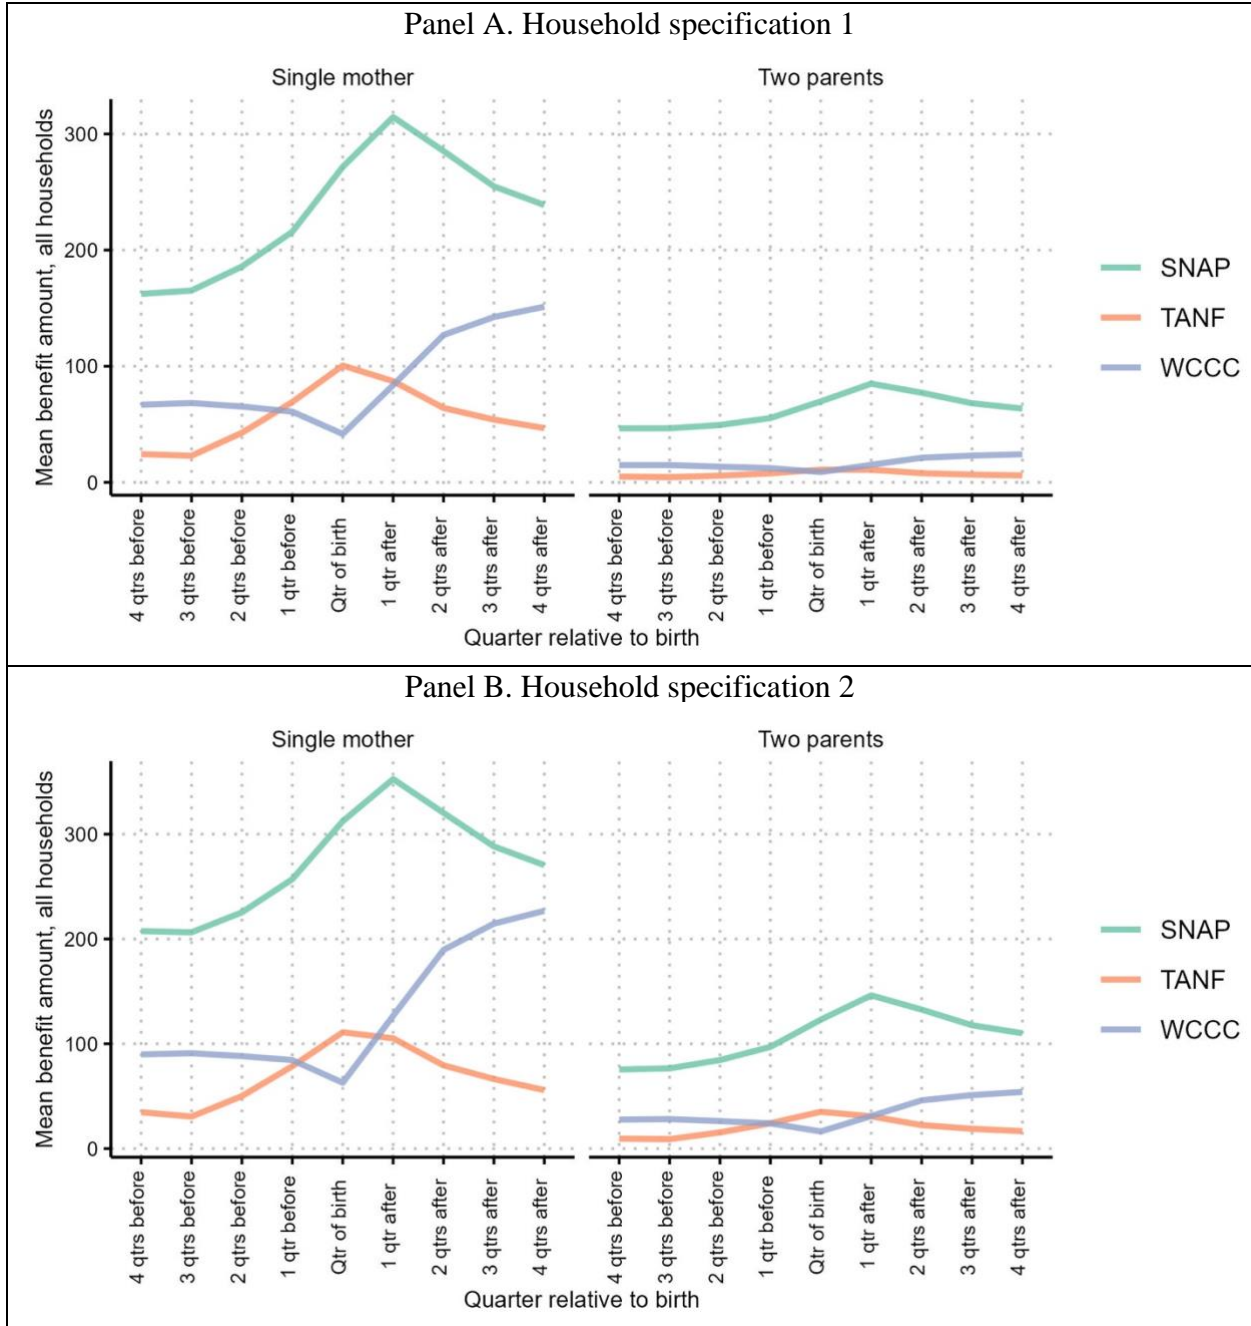 Panel A. Household specification 1
Single mother
Two parents
Mean benefit amount, all households
300
200
100
0
4 qtrs before
3 qtrs before
2 qtrs before
1 qtr before
Qtr of birth
1 qtr after
2 qtrs after
3 qtrs after
4 qtrs after
4 qtrs before
3 qtrs before
2 qtrs before
1 qtr before
Qtr of birth
1 qtr after
2 qtrs after
3 qtrs after
4 qtrs after
Quarter relative to birth
SNAP
TANF
WCCC
Panel B. Household specification 2
Single mother
Two parents
Mean benefit amount, all households
300
200
100
0
4 qtrs before
3 qtrs before
2 qtrs before
1 qtr before
Qtr of birth
1 qtr after
2 qtrs after
3 qtrs after
4 qtrs after
4 qtrs before
3 qtrs before
2 qtrs before
1 qtr before
Qtr of birth
1 qtr after
2 qtrs after
3 qtrs after
4 qtrs after
Quarter relative to birth
SNAP
TANF
WCCC